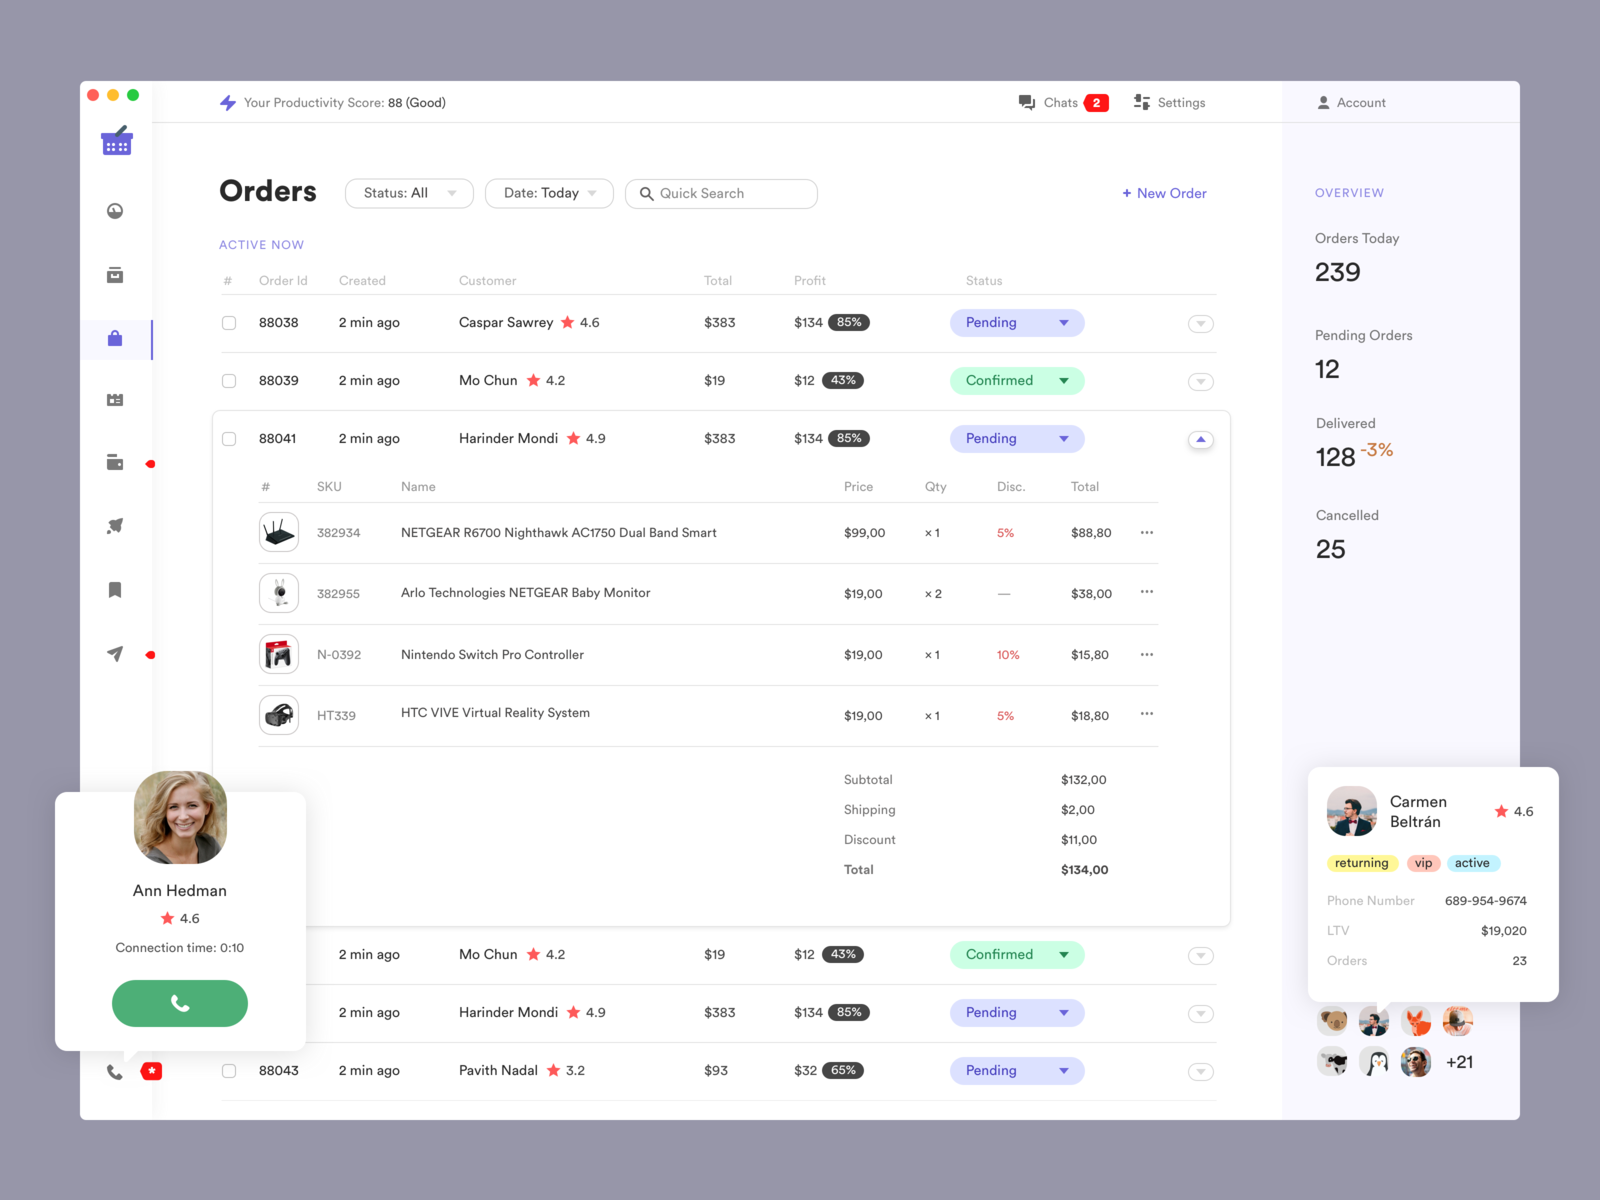 Your Productivity Score: 88 (Good)
Chats 2
Settings
Account
Orders
Status: All
Date: Today
Quick Search
+ New Order
ACTIVE NOW
# Order Id Created Customer Total Profit Status
88038 2 min ago Caspar Sawrey 4.6 $383 $134 85% Pending
88039 2 min ago Mo Chun 4.2 $19 $12 43% Confirmed
88041 2 min ago Harinder Mondi 4.9 $383 $134 85% Pending
# SKU Name Price Qty Disc. Total
382934 NETGEAR R6700 Nighthawk AC1750 Dual Band Smart $99,00 × 1 5% $88,80 ···
382955 Arlo Technologies NETGEAR Baby Monitor $19,00 × 2 — $38,00 ···
N-0392 Nintendo Switch Pro Controller $19,00 × 1 10% $15,80 ···
HT339 HTC VIVE Virtual Reality System $19,00 × 1 5% $18,80 ···
Subtotal $132,00
Shipping $2,00
Discount $11,00
Total $134,00
2 min ago Mo Chun 4.2 $19 $12 43% Confirmed
2 min ago Harinder Mondi 4.9 $383 $134 85% Pending
88043 2 min ago Pavith Nadal 3.2 $93 $32 65% Pending
Ann Hedman
4.6
Connection time: 0:10
*
OVERVIEW
Orders Today
239
Pending Orders
12
Delivered
128 -3%
Cancelled
25
Carmen
Beltrán
4.6
returning vip active
Phone Number 689-954-9674
LTV $19,020
Orders 23
+21